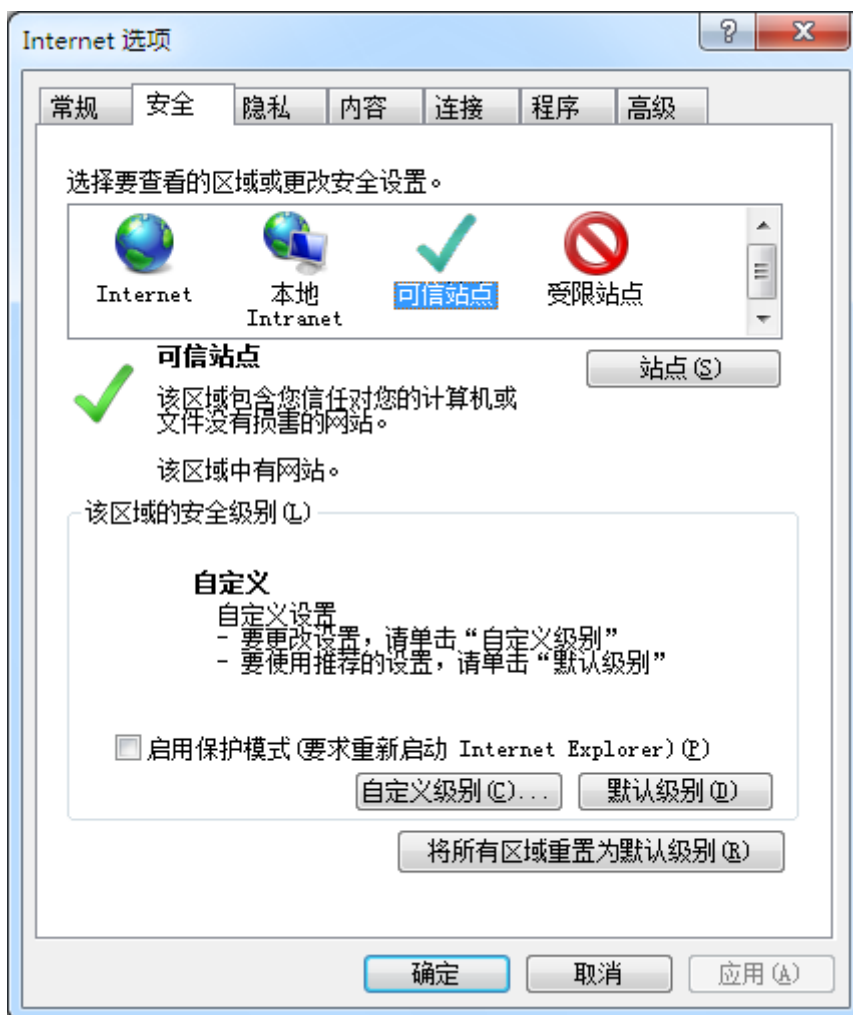 Internet 选项
常规 安全 隐私 内容 连接 程序 高级
选择要查看的区域或更改安全设置。
Internet
本地
Intranet
可信站点
受限站点
可信站点
站点(S)
该区域包含您信任对您的计算机或
文件没有损害的网站。
该区域中有网站。
该区域的安全级别(L)
自定义
自定义设置
- 要更改设置，请单击“自定义级别”
- 要使用推荐的设置，请单击“默认级别”
启用保护模式(要求重新启动 Internet Explorer)(P)
自定义级别(C)... 默认级别(D)
将所有区域重置为默认级别(R)
确定 取消 应用(A)